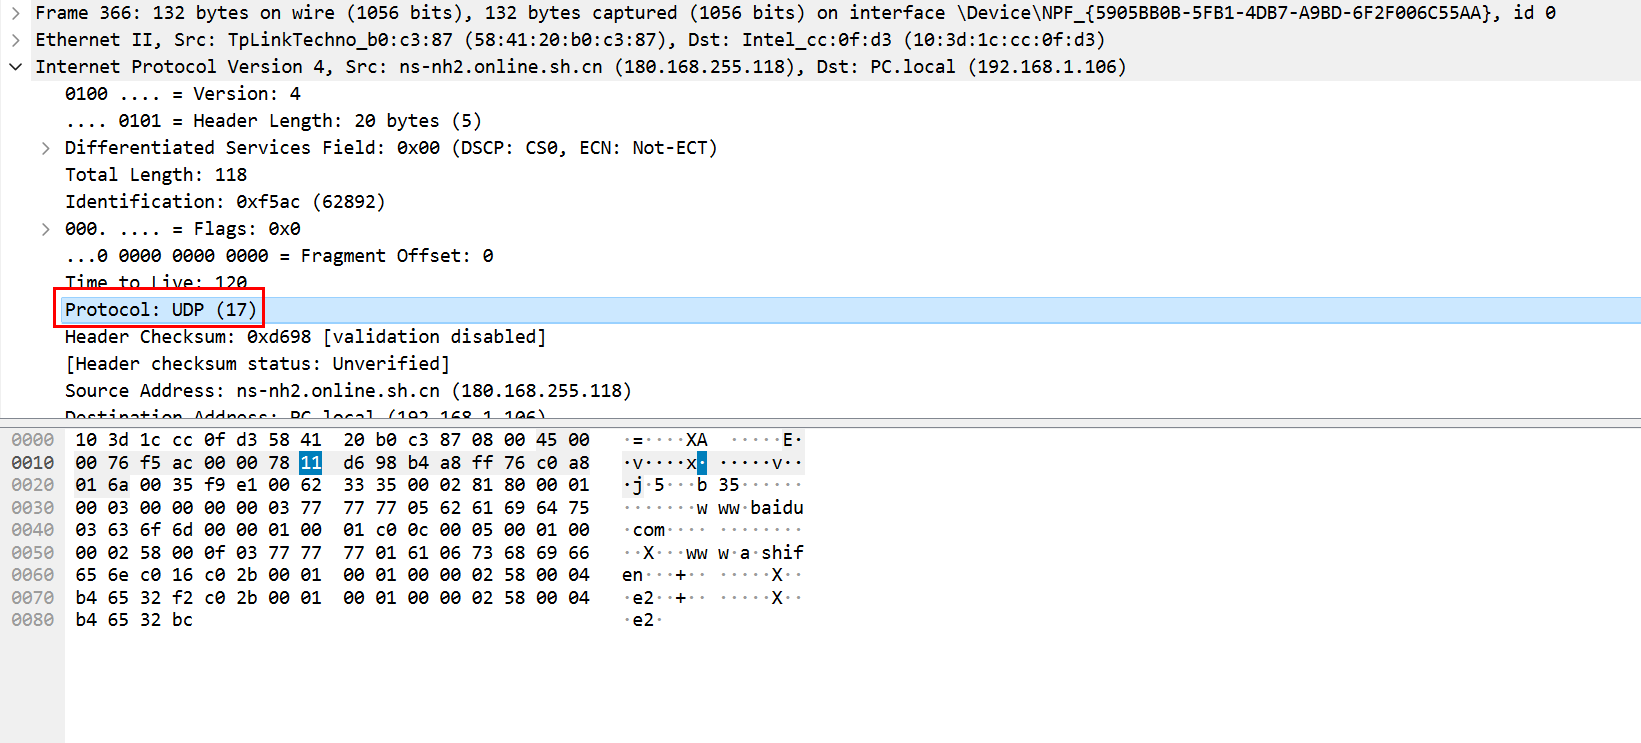 Frame 366: 132 bytes on wire (1056 bits), 132 bytes captured (1056 bits) on interface \Device\NPF_{5905BB0B-5FB1-4DB7-A9BD-6F2F006C55AA}, id 0
Ethernet II, Src: TpLinkTechno_b0:c3:87 (58:41:20:b0:c3:87), Dst: Intel_cc:0f:d3 (10:3d:1c:cc:0f:d3)
Internet Protocol Version 4, Src: ns-nh2.online.sh.cn (180.168.255.118), Dst: PC.local (192.168.1.106)
0100 .... = Version: 4
.... 0101 = Header Length: 20 bytes (5)
Differentiated Services Field: 0x00 (DSCP: CS0, ECN: Not-ECT)
Total Length: 118
Identification: 0xf5ac (62892)
000. .... = Flags: 0x0
...0 0000 0000 0000 = Fragment Offset: 0
Time to Live: 120
Protocol: UDP (17)
Header Checksum: 0xd698 [validation disabled]
[Header checksum status: Unverified]
Source Address: ns-nh2.online.sh.cn (180.168.255.118)
Destination Address: PC.local (192.168.1.106)
0000 10 3d 1c cc 0f d3 58 41 20 b0 c3 87 08 00 45 00 ·=····XA ·····E·
0010 00 76 f5 ac 00 00 78 11 d6 98 b4 a8 ff 76 c0 a8 ·v····x· ·····v··
0020 01 6a 00 35 f9 e1 00 62 33 35 00 02 81 80 00 01 ·j·5···b 35······
0030 00 03 00 00 00 00 03 77 77 77 05 62 61 69 64 75 ·······w ww·baidu
0040 03 63 6f 6d 00 00 01 00 01 c0 0c 00 05 00 01 00 ·com···· ········
0050 00 02 58 00 0f 03 77 77 77 01 61 06 73 68 69 66 ··X···ww w·a·shif
0060 65 6e c0 16 c0 2b 00 01 00 01 00 00 02 58 00 04 en···+·· ·····X··
0070 b4 65 32 f2 c0 2b 00 01 00 01 00 00 02 58 00 04 ·e2··+·· ·····X··
0080 b4 65 32 bc ·e2·